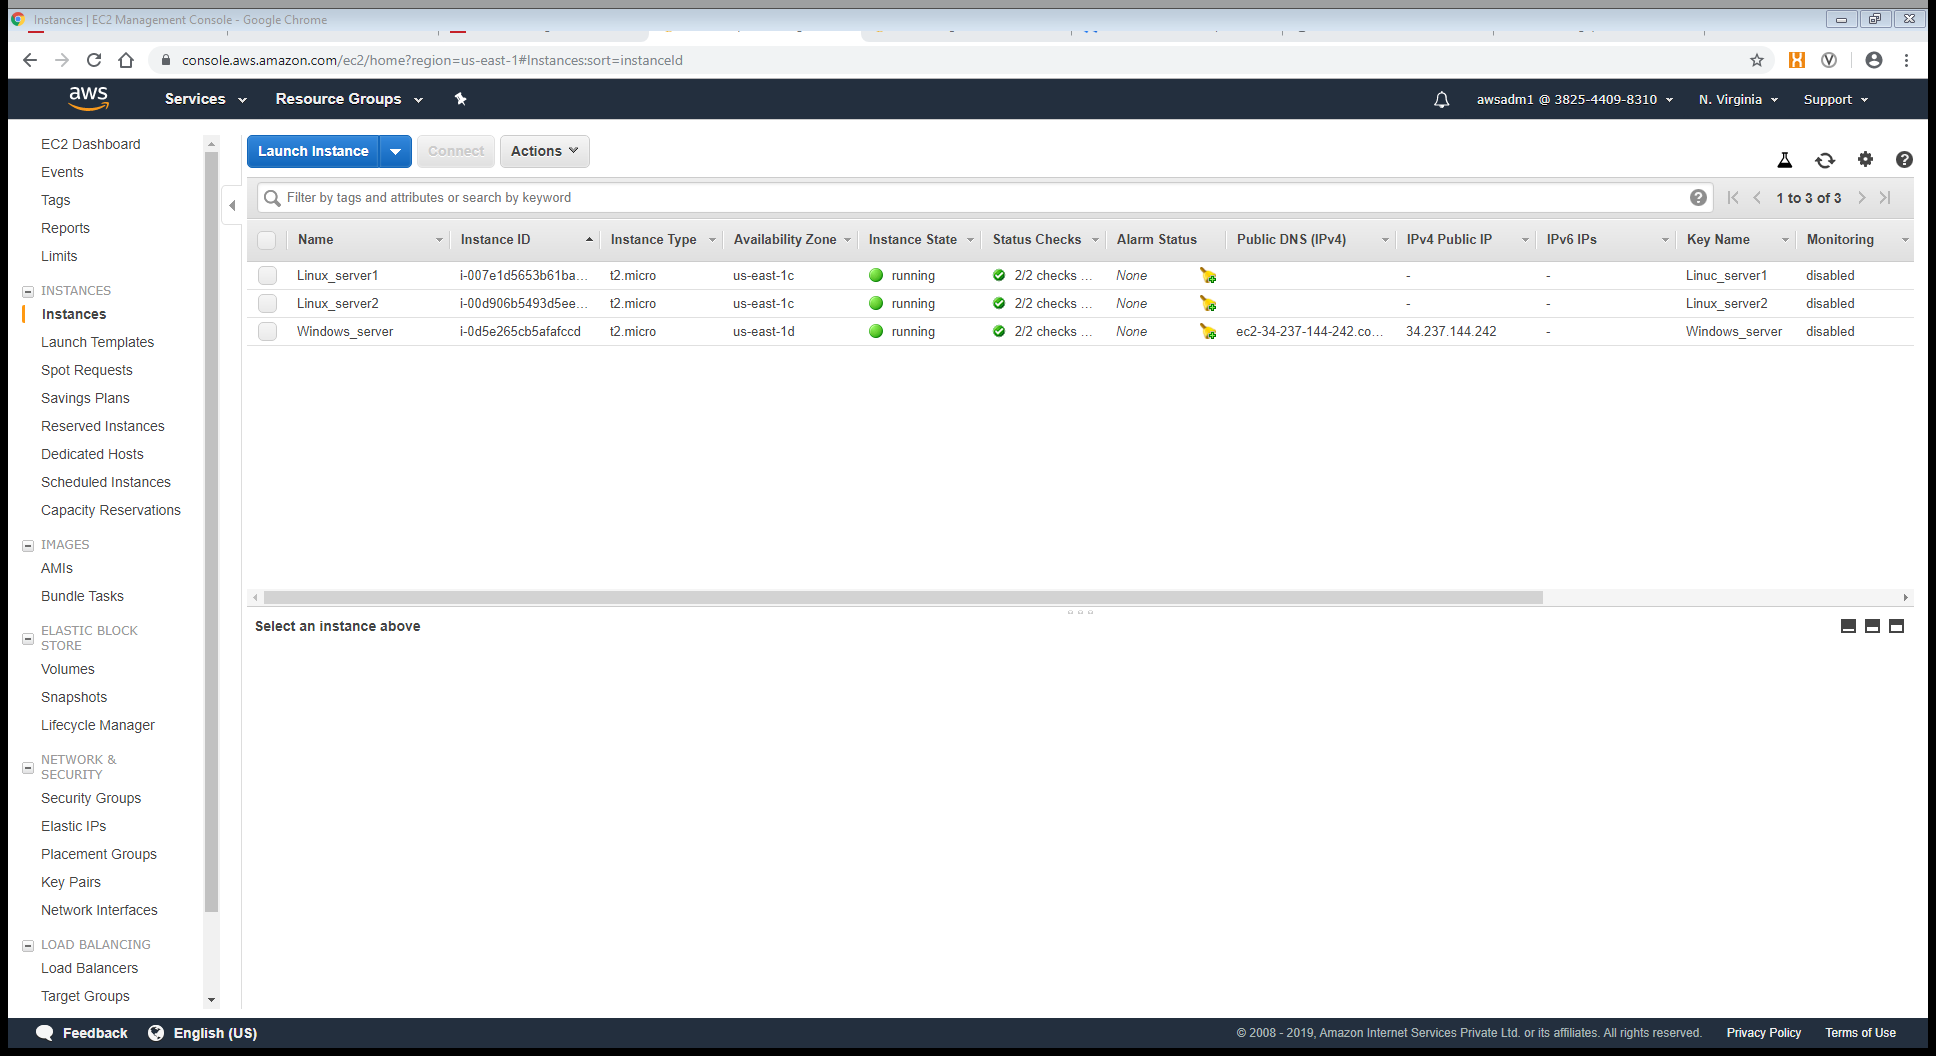 Instances | EC2 Management Console - Google Chrome
console.aws.amazon.com/ec2/home?region=us-east-1#Instances:sort=instanceId
aws Services Resource Groups awsadm1 @ 3825-4409-8310 N. Virginia Support
EC2 Dashboard
Events
Tags
Reports
Limits
INSTANCES
Instances
Launch Templates
Spot Requests
Savings Plans
Reserved Instances
Dedicated Hosts
Scheduled Instances
Capacity Reservations
IMAGES
AMIs
Bundle Tasks
ELASTIC BLOCK
STORE
Volumes
Snapshots
Lifecycle Manager
NETWORK &
SECURITY
Security Groups
Elastic IPs
Placement Groups
Key Pairs
Network Interfaces
LOAD BALANCING
Load Balancers
Target Groups
Launch Instance Connect Actions
Filter by tags and attributes or search by keyword 1 to 3 of 3
Name Instance ID Instance Type Availability Zone Instance State Status Checks Alarm Status Public DNS (IPv4) IPv4 Public IP IPv6 IPs Key Name Monitoring
Linux_server1 i-007e1d5653b61ba... t2.micro us-east-1c running 2/2 checks ... None - - Linuc_server1 disabled
Linux_server2 i-00d906b5493d5ee... t2.micro us-east-1c running 2/2 checks ... None - - Linux_server2 disabled
Windows_server i-0d5e265cb5afafccd t2.micro us-east-1d running 2/2 checks ... None ec2-34-237-144-242.co... 34.237.144.242 - Windows_server disabled
Select an instance above
Feedback English (US) © 2008 - 2019, Amazon Internet Services Private Ltd. or its affiliates. All rights reserved. Privacy Policy Terms of Use